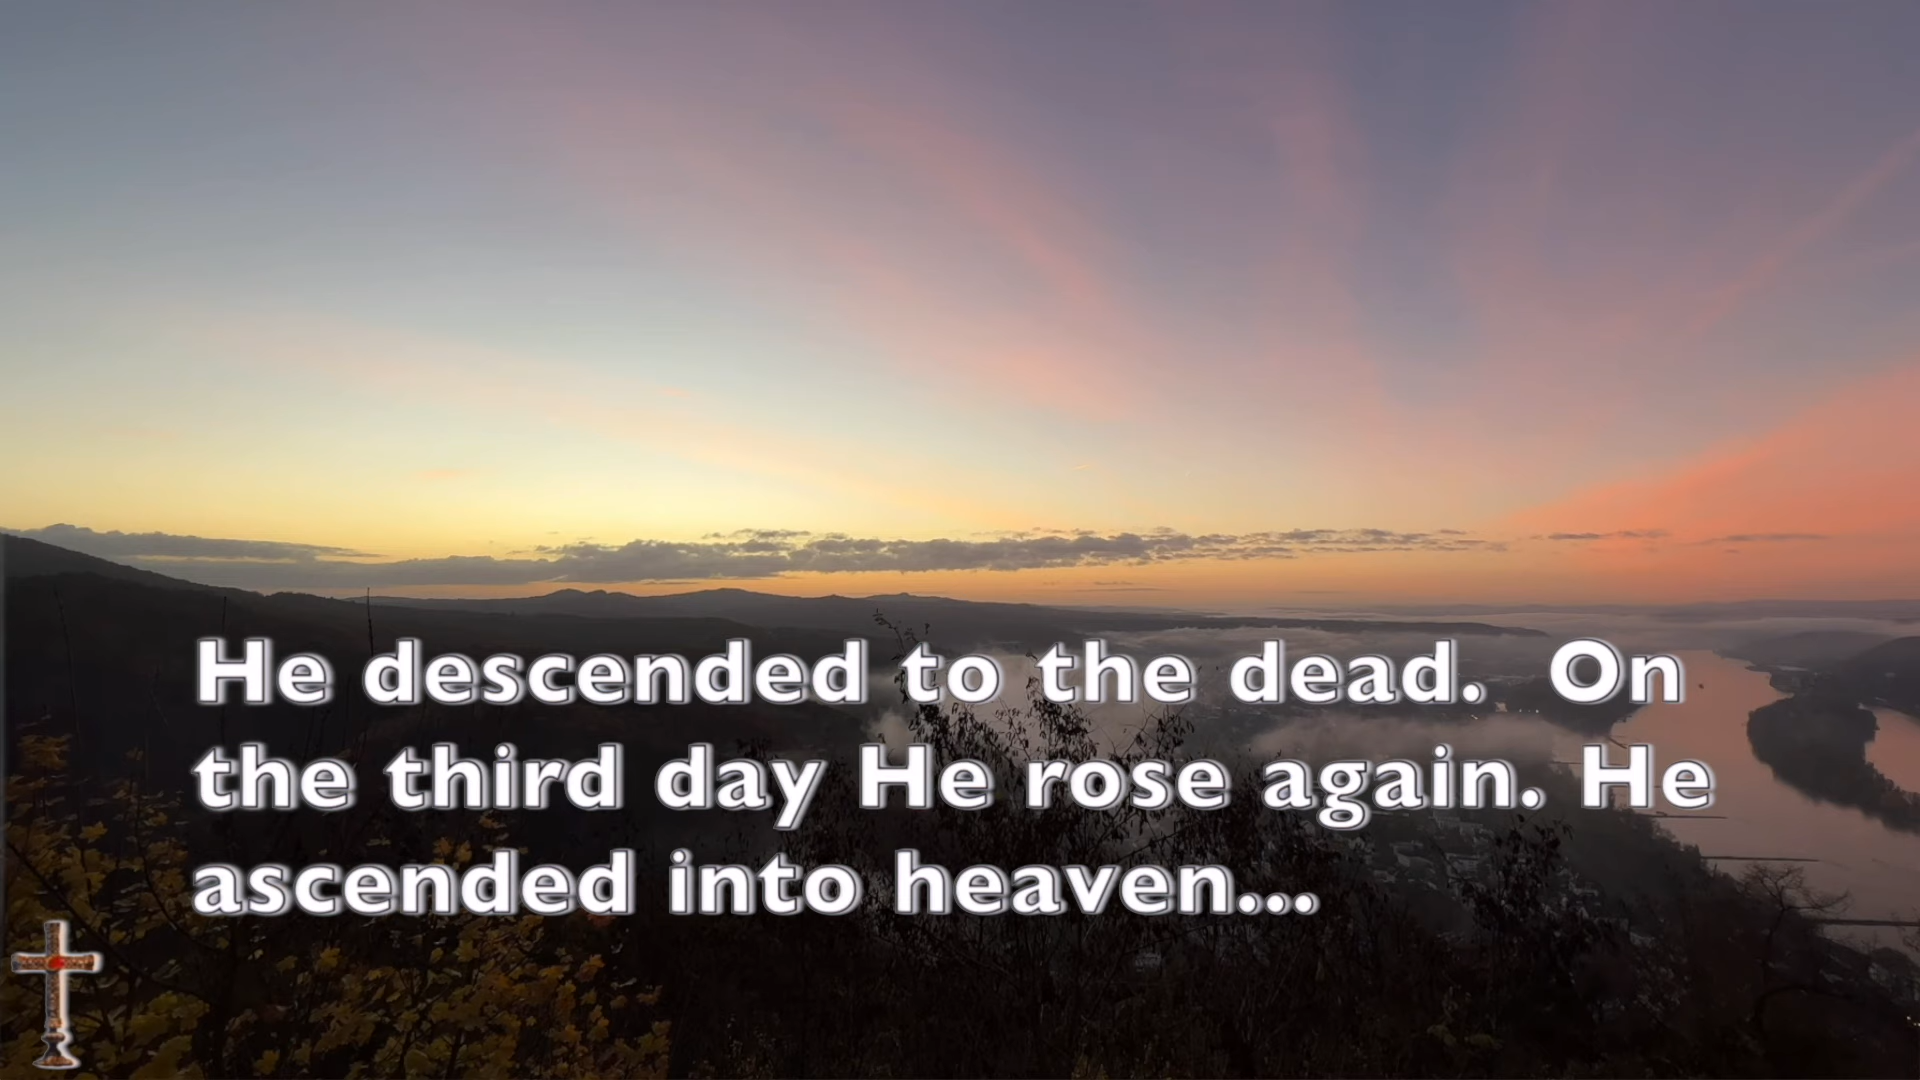 He descended to the dead.  On
the third day He rose again. He
ascended into heaven...